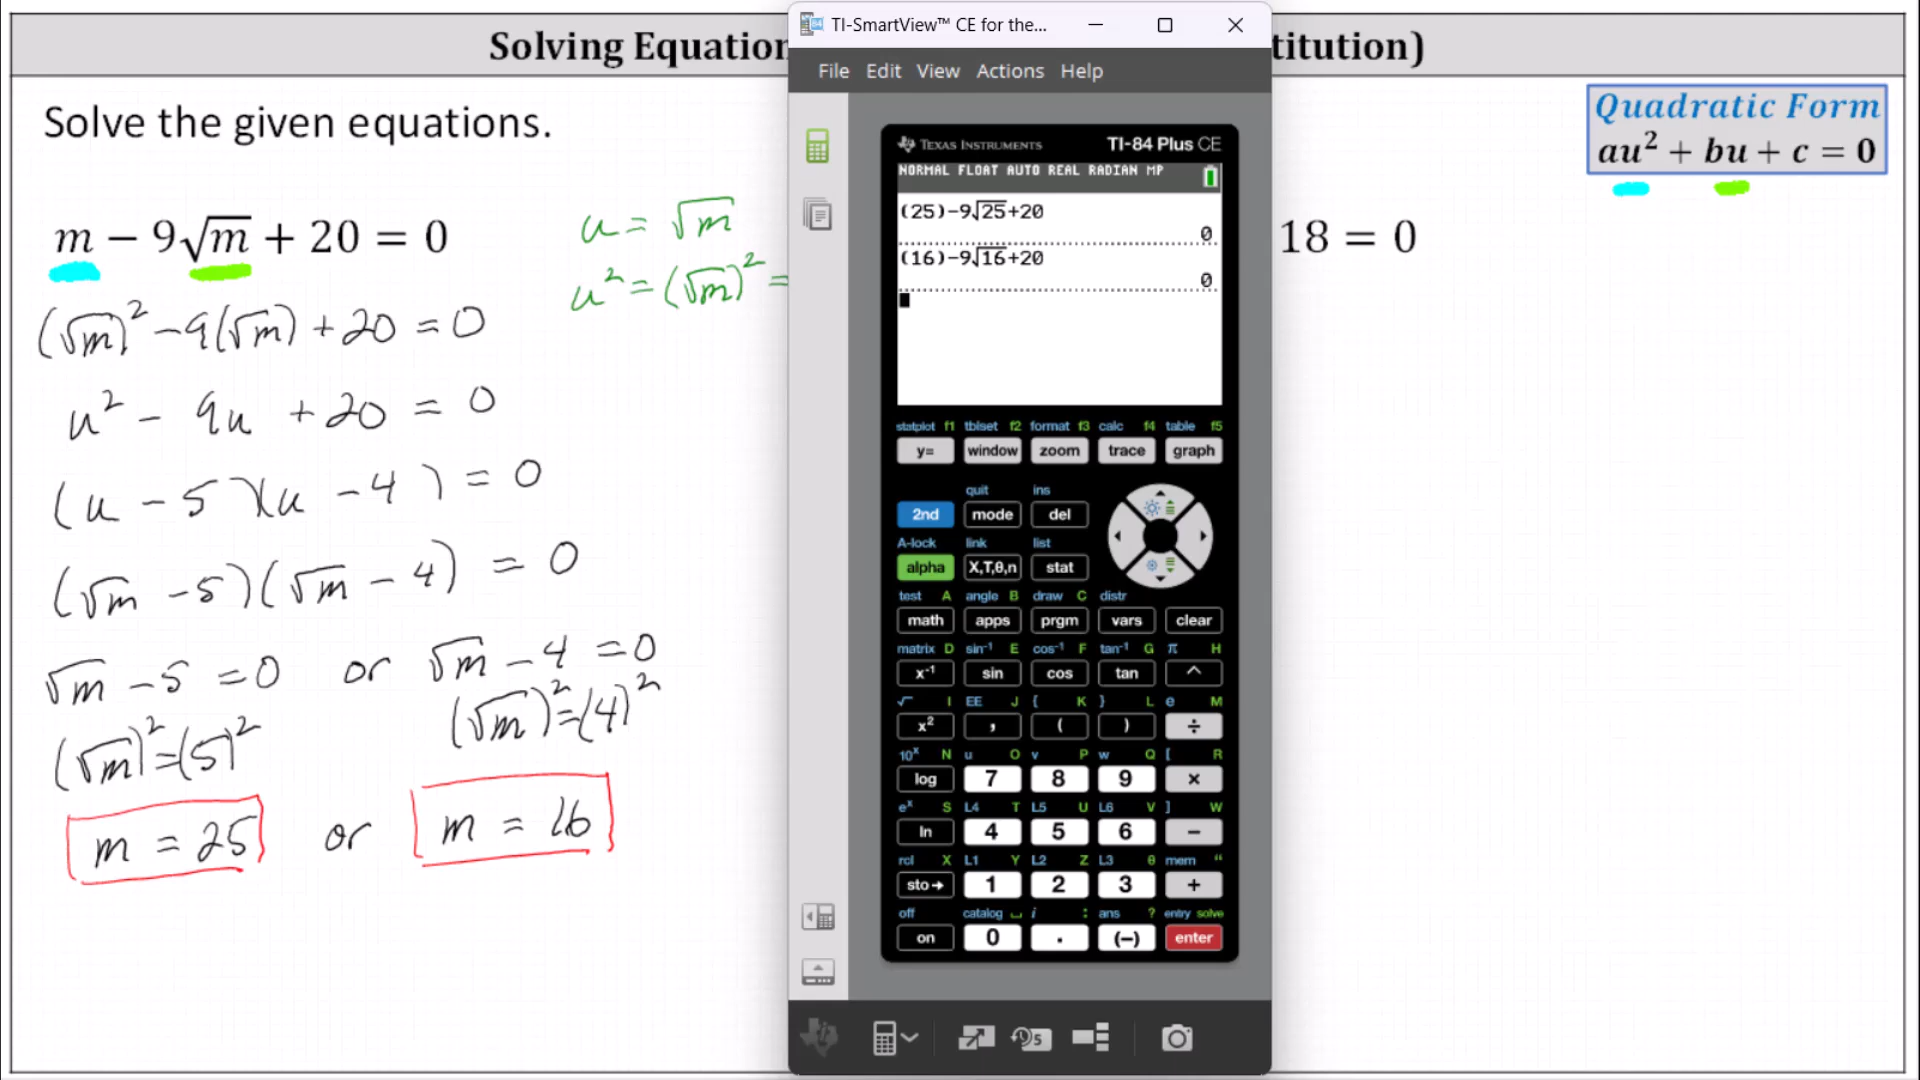 Solving Equation
titution)
TI-SmartView™ CE for the...
File Edit View Actions Help
Solve the given equations.
Quadratic Form
au² + bu + c = 0
m − 9√m + 20 = 0
u = √m
u² = (√m)² =
18 = 0
(√m)² − 9(√m) + 20 = 0
u² − 9u + 20 = 0
(u − 5)(u − 4) = 0
(√m − 5)(√m − 4) = 0
√m − 5 = 0 or √m − 4 = 0
(√m)² = (5)² (√m)² = (4)²
m = 25 or m = 16
TEXAS INSTRUMENTS TI-84 Plus CE
NORMAL FLOAT AUTO REAL RADIAN MP
(25)-9√25+20
0
(16)-9√16+20
0
statplot f1 tblset f2 format f3 calc f4 table f5
y= window zoom trace graph
quit ins
2nd mode del
A-lock link list
alpha X,T,θ,n stat
test A angle B draw C distr
math apps prgm vars clear
matrix D sin⁻¹ E cos⁻¹ F tan⁻¹ G π H
x⁻¹ sin cos tan ^
√ I EE J { K } L e M
x² , ( ) ÷
10ˣ N u O v P w Q [ R
log 7 8 9 ×
eˣ S L4 T L5 U L6 V ] W
ln 4 5 6 −
rcl X L1 Y L2 Z L3 θ mem "
sto→ 1 2 3 +
off catalog ⎵ i : ans ? entry solve
on 0 . (−) enter
5